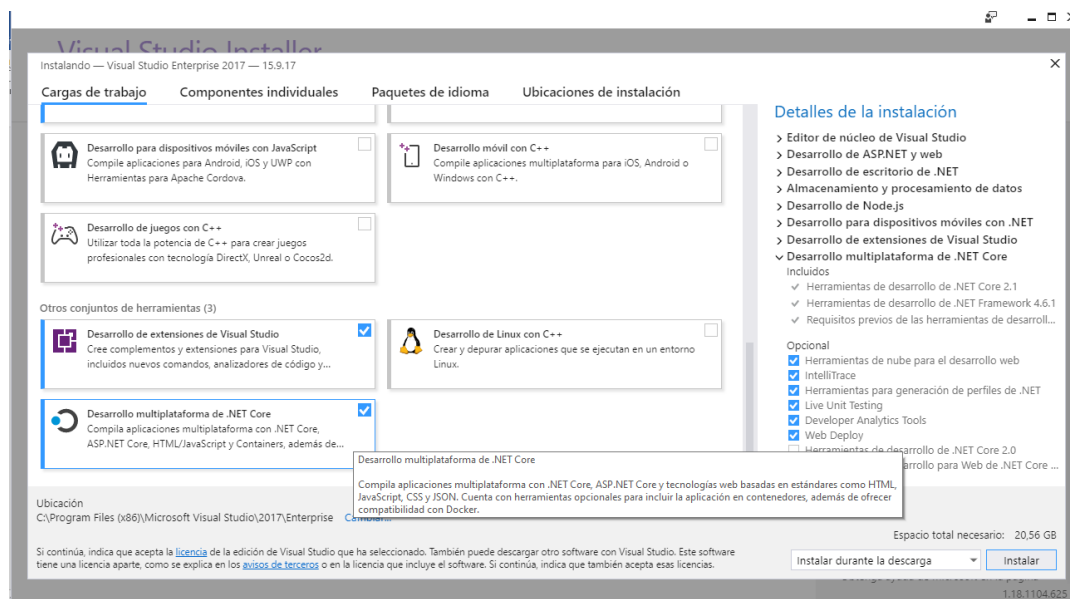 Visual Studio Installer
Instalando — Visual Studio Enterprise 2017 — 15.9.17
Cargas de trabajo
Componentes individuales
Paquetes de idioma
Ubicaciones de instalación
Desarrollo para dispositivos móviles con JavaScript
Compile aplicaciones para Android, iOS y UWP con
Herramientas para Apache Cordova.
Desarrollo móvil con C++
Compile aplicaciones multiplataforma para iOS, Android o
Windows con C++.
Desarrollo de juegos con C++
Utilizar toda la potencia de C++ para crear juegos
profesionales con tecnología DirectX, Unreal o Cocos2d.
Otros conjuntos de herramientas (3)
Desarrollo de extensiones de Visual Studio
Cree complementos y extensiones para Visual Studio,
incluidos nuevos comandos, analizadores de código y...
Desarrollo de Linux con C++
Crear y depurar aplicaciones que se ejecutan en un entorno
Linux.
Desarrollo multiplataforma de .NET Core
Compila aplicaciones multiplataforma con .NET Core,
ASP.NET Core, HTML/JavaScript y Containers, además de...
Desarrollo multiplataforma de .NET Core
Compila aplicaciones multiplataforma con .NET Core, ASP.NET Core y tecnologías web basadas en estándares como HTML,
JavaScript, CSS y JSON. Cuenta con herramientas opcionales para incluir la aplicación en contenedores, además de ofrecer
compatibilidad con Docker.
Detalles de la instalación
Editor de núcleo de Visual Studio
Desarrollo de ASP.NET y web
Desarrollo de escritorio de .NET
Almacenamiento y procesamiento de datos
Desarrollo de Node.js
Desarrollo para dispositivos móviles con .NET
Desarrollo de extensiones de Visual Studio
Desarrollo multiplataforma de .NET Core
Incluidos
Herramientas de desarrollo de .NET Core 2.1
Herramientas de desarrollo de .NET Framework 4.6.1
Requisitos previos de las herramientas de desarroll...
Opcional
Herramientas de nube para el desarrollo web
IntelliTrace
Herramientas para generación de perfiles de .NET
Live Unit Testing
Developer Analytics Tools
Web Deploy
Herramientas de desarrollo de .NET Core 2.0
para Web de .NET Core ...
Ubicación
C:\Program Files (x86)\Microsoft Visual Studio\2017\Enterprise
Espacio total necesario: 20,56 GB
Si continúa, indica que acepta la licencia de la edición de Visual Studio que ha seleccionado. También puede descargar otro software con Visual Studio. Este software
tiene una licencia aparte, como se explica en los avisos de terceros o en la licencia que incluye el software. Si continúa, indica que también acepta esas licencias.
Instalar durante la descarga
Instalar
1.18.1104.625